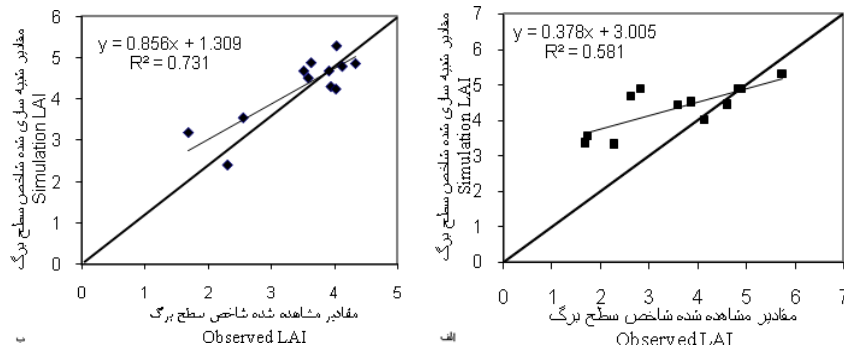 y = 0.856x + 1.309
R² = 0.731
6
5
4
3
2
1
0
0 1 2 3 4 5
مقادیر شبیه سازی شده شاخص سطح برگ
Simulation LAI
مقادیر مشاهده شده شاخص سطح برگ
Observed LAI
ب
y = 0.378x + 3.005
R² = 0.581
7
6
5
4
3
2
1
0
0 1 2 3 4 5 6 7
مقادیر شبیه سازی شده شاخص سطح برگ
Simulation LAI
مقادیر مشاهده شده شاخص سطح برگ
Observed LAI
الف